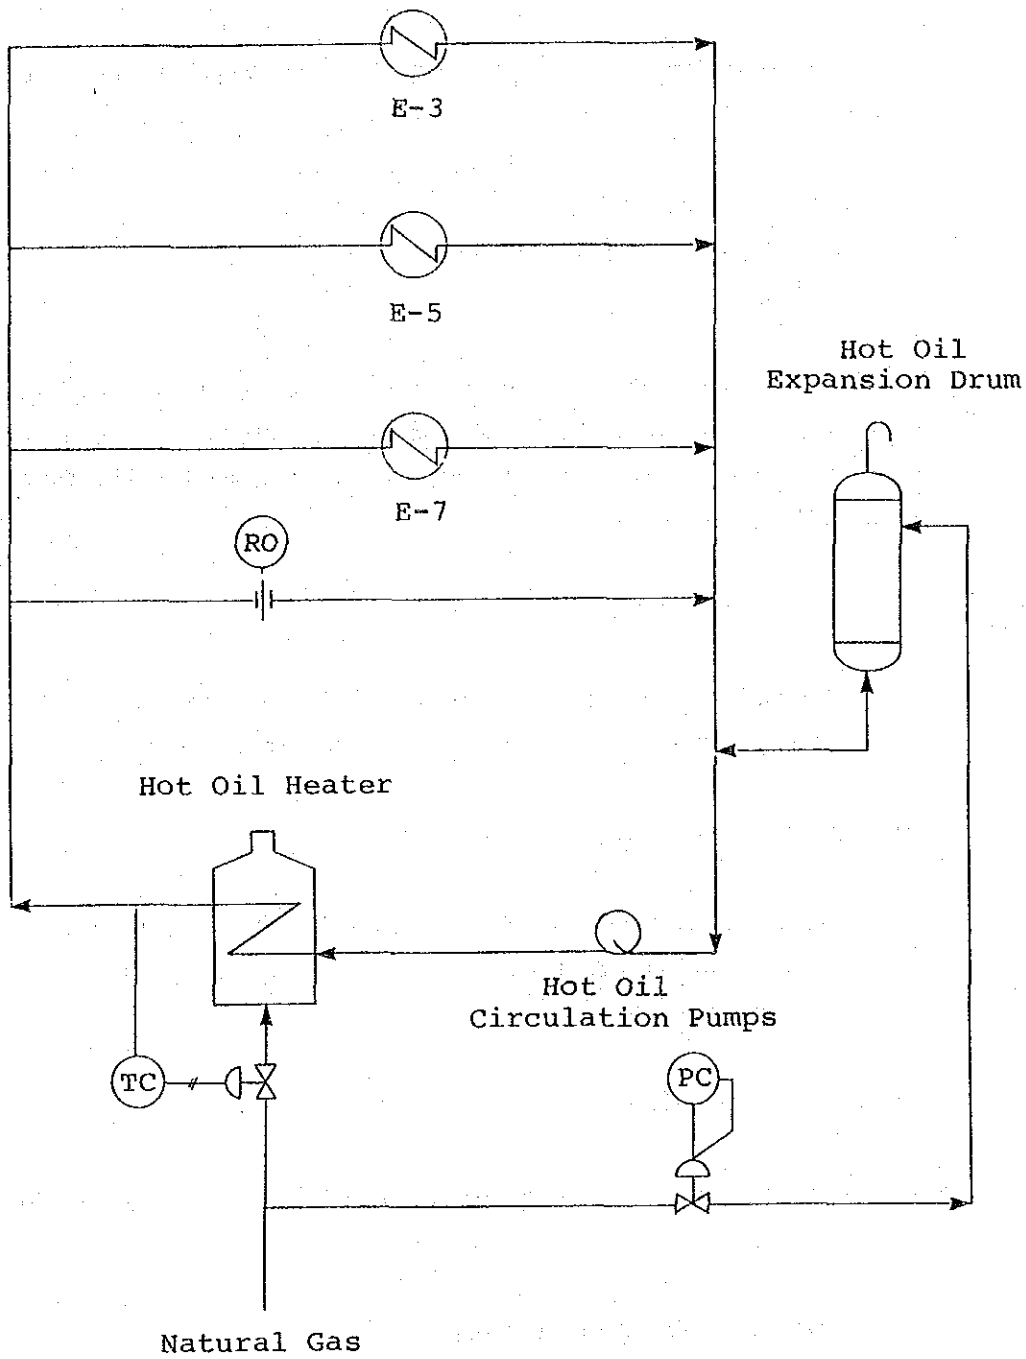 E-3
E-5
Hot Oil
Expansion Drum
E-7
RO
Hot Oil Heater
Hot Oil
Circulation Pumps
TC
PC
Natural Gas